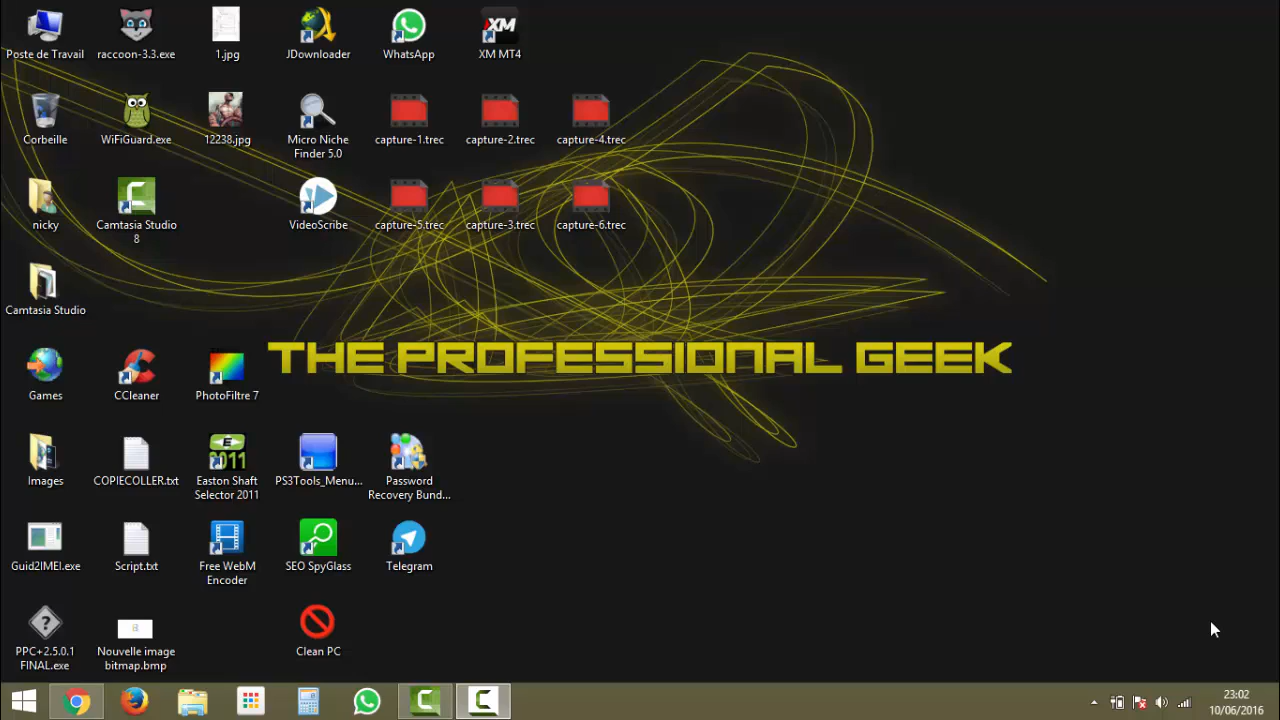 Poste de Travail
raccoon-3.3.exe
1.jpg
JDownloader
WhatsApp
XM
XM MT4
Corbeille
WiFiGuard.exe
12238.jpg
Micro Niche
Finder 5.0
capture-1.trec
capture-2.trec
capture-4.trec
nicky
Camtasia Studio
8
VideoScribe
capture-5.trec
capture-3.trec
capture-6.trec
Camtasia Studio
THE PROFESSIONAL GEEK
Games
CCleaner
PhotoFiltre 7
E
2011
Images
COPIECOLLER.txt
Easton Shaft
Selector 2011
PS3Tools_Menu...
Password
Recovery Bund...
Guid2IMEI.exe
Script.txt
Free WebM
Encoder
SEO SpyGlass
Telegram
PPC+2.5.0.1
FINAL.exe
Nouvelle image
bitmap.bmp
Clean PC
23:02
10/06/2016